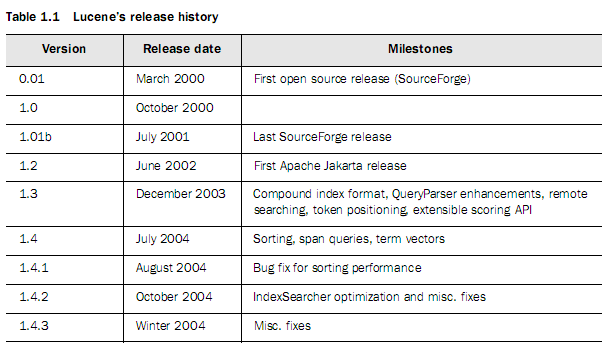 Table 1.1 Lucene's release history
Version Release date Milestones
0.01 March 2000 First open source release (SourceForge)
1.0 October 2000
1.01b July 2001 Last SourceForge release
1.2 June 2002 First Apache Jakarta release
1.3 December 2003 Compound index format, QueryParser enhancements, remote
searching, token positioning, extensible scoring API
1.4 July 2004 Sorting, span queries, term vectors
1.4.1 August 2004 Bug fix for sorting performance
1.4.2 October 2004 IndexSearcher optimization and misc. fixes
1.4.3 Winter 2004 Misc. fixes